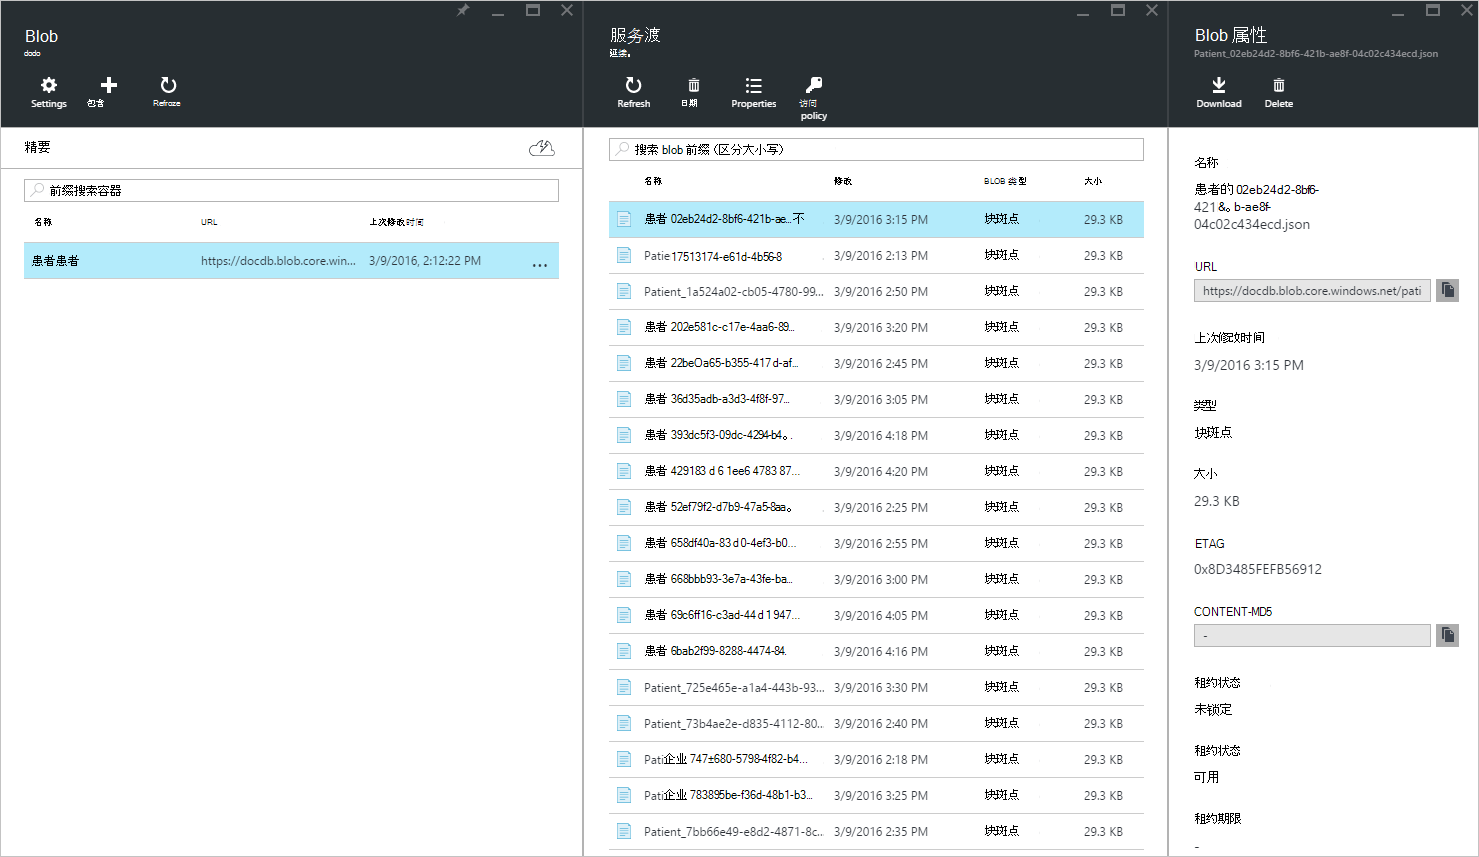 Blob
dodo
Settings
包含
Refraze
精要
前缀搜索容器
名称 URL 上次修改时间
患者患者 https://docdb.blob.core.win... 3/9/2016, 2:12:22 PM ...
服务渡
延续。
Refresh
日期
Properties
访问
policy
搜索 blob 前缀 (区分大小写)
名称 修改 BLOB 类型 大小
患者 02eb24d2-8bf6-421b-ae...不 3/9/2016 3:15 PM 块斑点 29.3 KB
Patie 17513174-e61d-4b56-8 3/9/2016 2:13 PM 块斑点 29.3 KB
Patient_1a524a02-cb05-4780-99... 3/9/2016 2:50 PM 块斑点 29.3 KB
患者 202e581c-c17e-4aa6-89... 3/9/2016 3:20 PM 块斑点 29.3 KB
患者 22beOa65-b355-417 d-af... 3/9/2016 2:45 PM 块斑点 29.3 KB
患者 36d35adb-a3d3-4f8f-97... 3/9/2016 3:05 PM 块斑点 29.3 KB
患者 393dc5f3-09dc-4294-b4。. 3/9/2016 4:18 PM 块斑点 29.3 KB
患者 429183 d 6 1ee6 4783 87... 3/9/2016 4:20 PM 块斑点 29.3 KB
患者 52ef79f2-d7b9-47a5-8aa。 3/9/2016 2:25 PM 块斑点 29.3 KB
患者 658df40a-83 d 0-4ef3-b0... 3/9/2016 2:55 PM 块斑点 29.3 KB
患者 668bbb93-3e7a-43fe-ba... 3/9/2016 3:00 PM 块斑点 29.3 KB
患者 69c6ff16-c3ad-44 d 1 947... 3/9/2016 4:05 PM 块斑点 29.3 KB
患者 6bab2f99-8288-4474-84. 3/9/2016 4:16 PM 块斑点 29.3 KB
Patient_725e465e-a1a4-443b-93... 3/9/2016 3:30 PM 块斑点 29.3 KB
Patient_73b4ae2e-d835-4112-80... 3/9/2016 2:40 PM 块斑点 29.3 KB
Pati企业 747±680-5798-4f82-b4... 3/9/2016 2:18 PM 块斑点 29.3 KB
Pati企业 783895be-f36d-48b1-b3... 3/9/2016 3:25 PM 块斑点 29.3 KB
Patient_7bb66e49-e8d2-4871-8c... 3/9/2016 2:35 PM 块斑点 29.3 KB
Blob 属性
Patient_02eb24d2-8bf6-421b-ae8f-04c02c434ecd.json
Download
Delete
名称
患者的 02eb24d2-8bf6-
421 &。b-ae8f-
04c02c434ecd.json
URL
https://docdb.blob.core.windows.net/pati
上次修改时间
3/9/2016 3:15 PM
类型
块斑点
大小
29.3 KB
ETAG
0x8D3485FEFB56912
CONTENT-MD5
-
租约状态
未锁定
租约状态
可用
租约期限
-